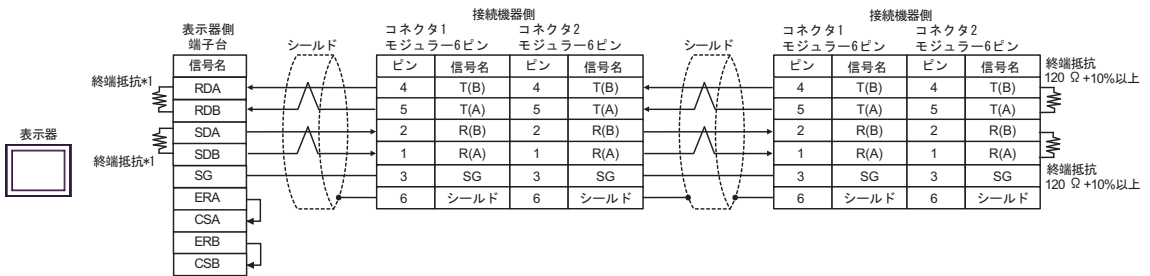 接続機器側
接続機器側
表示器側
端子台
シールド
コネクタ1
モジュラー6ピン
コネクタ2
モジュラー6ピン
シールド
コネクタ1
モジュラー6ピン
コネクタ2
モジュラー6ピン
信号名 ピン 信号名 ピン 信号名 ピン 信号名 ピン 信号名
終端抵抗
120 Ω +10%以上
終端抵抗*1
RDA 4 T(B) 4 T(B) 4 T(B) 4 T(B)
RDB 5 T(A) 5 T(A) 5 T(A) 5 T(A)
表示器
SDA 2 R(B) 2 R(B) 2 R(B) 2 R(B)
SDB 1 R(A) 1 R(A) 1 R(A) 1 R(A)
終端抵抗*1
終端抵抗
120 Ω +10%以上
SG 3 SG 3 SG 3 SG 3 SG
ERA 6 シールド 6 シールド 6 シールド 6 シールド
CSA
ERB
CSB